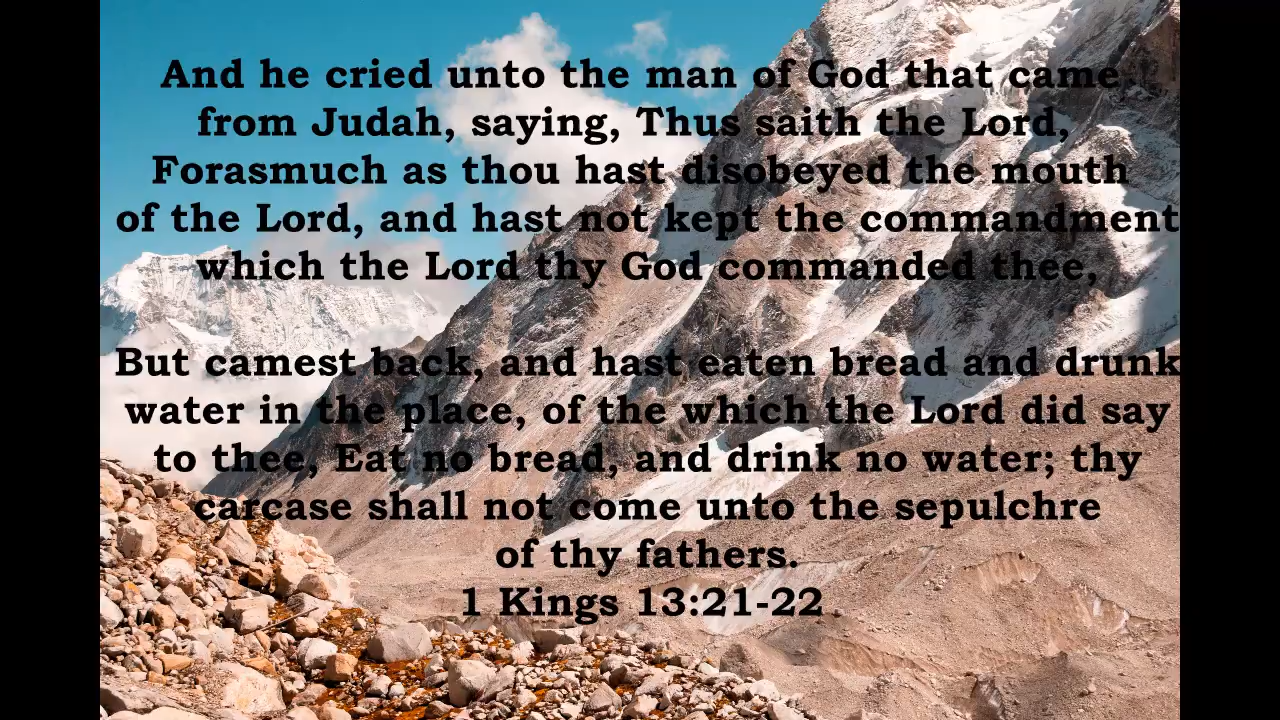 And he cried unto the man of God that came
from Judah, saying, Thus saith the Lord,
Forasmuch as thou hast disobeyed the mouth
of the Lord, and hast not kept the commandment
which the Lord thy God commanded thee,
But camest back, and hast eaten bread and drunk
water in the place, of the which the Lord did say
to thee, Eat no bread, and drink no water; thy
carcase shall not come unto the sepulchre
of thy fathers.
1 Kings 13:21-22